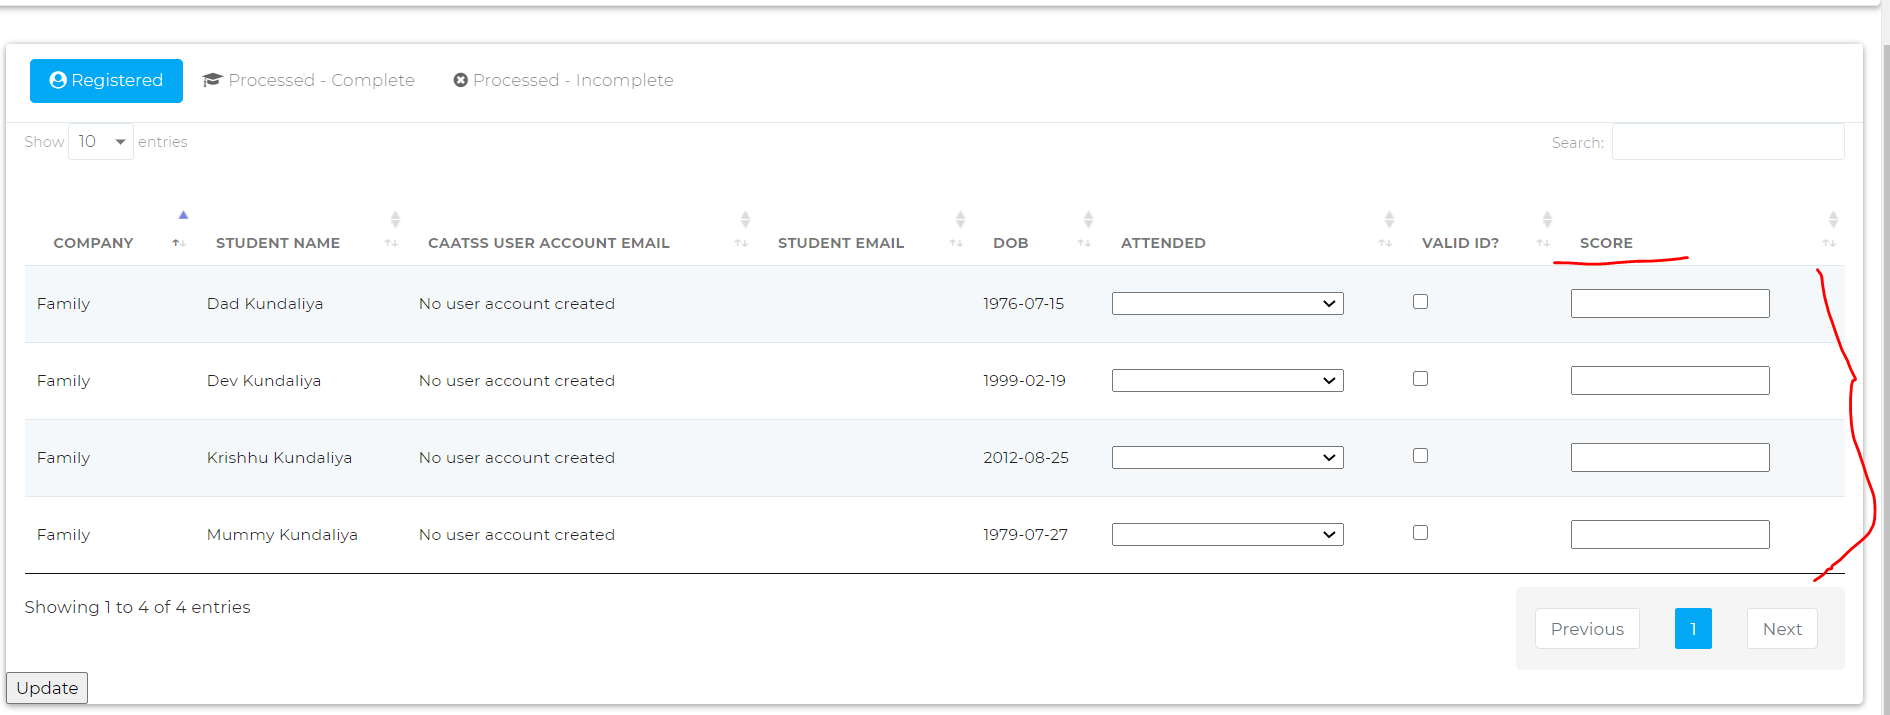 Registered Processed - Complete Processed - Incomplete
Show 10 entries Search:
COMPANY STUDENT NAME CAATSS USER ACCOUNT EMAIL STUDENT EMAIL DOB ATTENDED VALID ID? SCORE
Family Dad Kundaliya No user account created 1976-07-15
Family Dev Kundaliya No user account created 1999-02-19
Family Krishhu Kundaliya No user account created 2012-08-25
Family Mummy Kundaliya No user account created 1979-07-27
Showing 1 to 4 of 4 entries
Previous 1 Next
Update